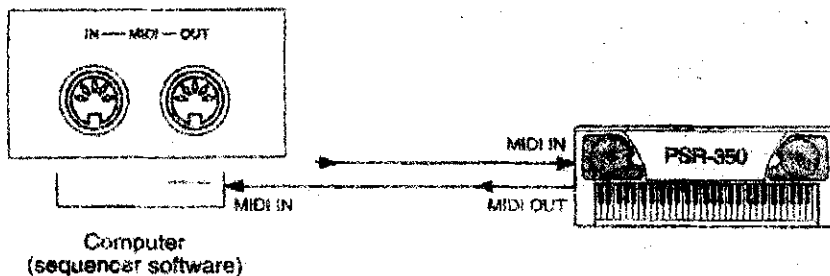 IN — MIDI — OUT
MIDI IN
PSR-350
MIDI IN
MIDI OUT
Computer
(sequencer software)